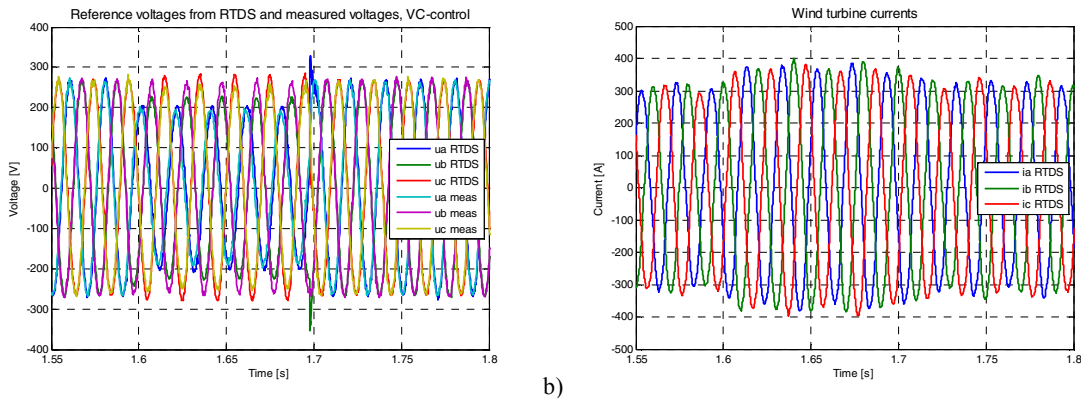 Reference voltages from RTDS and measured voltages, VC-control
400
300
200
100
0
-100
-200
-300
-400
Voltage [V]
1.55
1.6
1.65
1.7
1.75
1.8
Time [s]
ua RTDS
ub RTDS
uc RTDS
ua meas
ub meas
uc meas
b)
Wind turbine currents
500
400
300
200
100
0
-100
-200
-300
-400
-500
Current [A]
1.55
1.6
1.65
1.7
1.75
1.8
Time [s]
ia RTDS
ib RTDS
ic RTDS